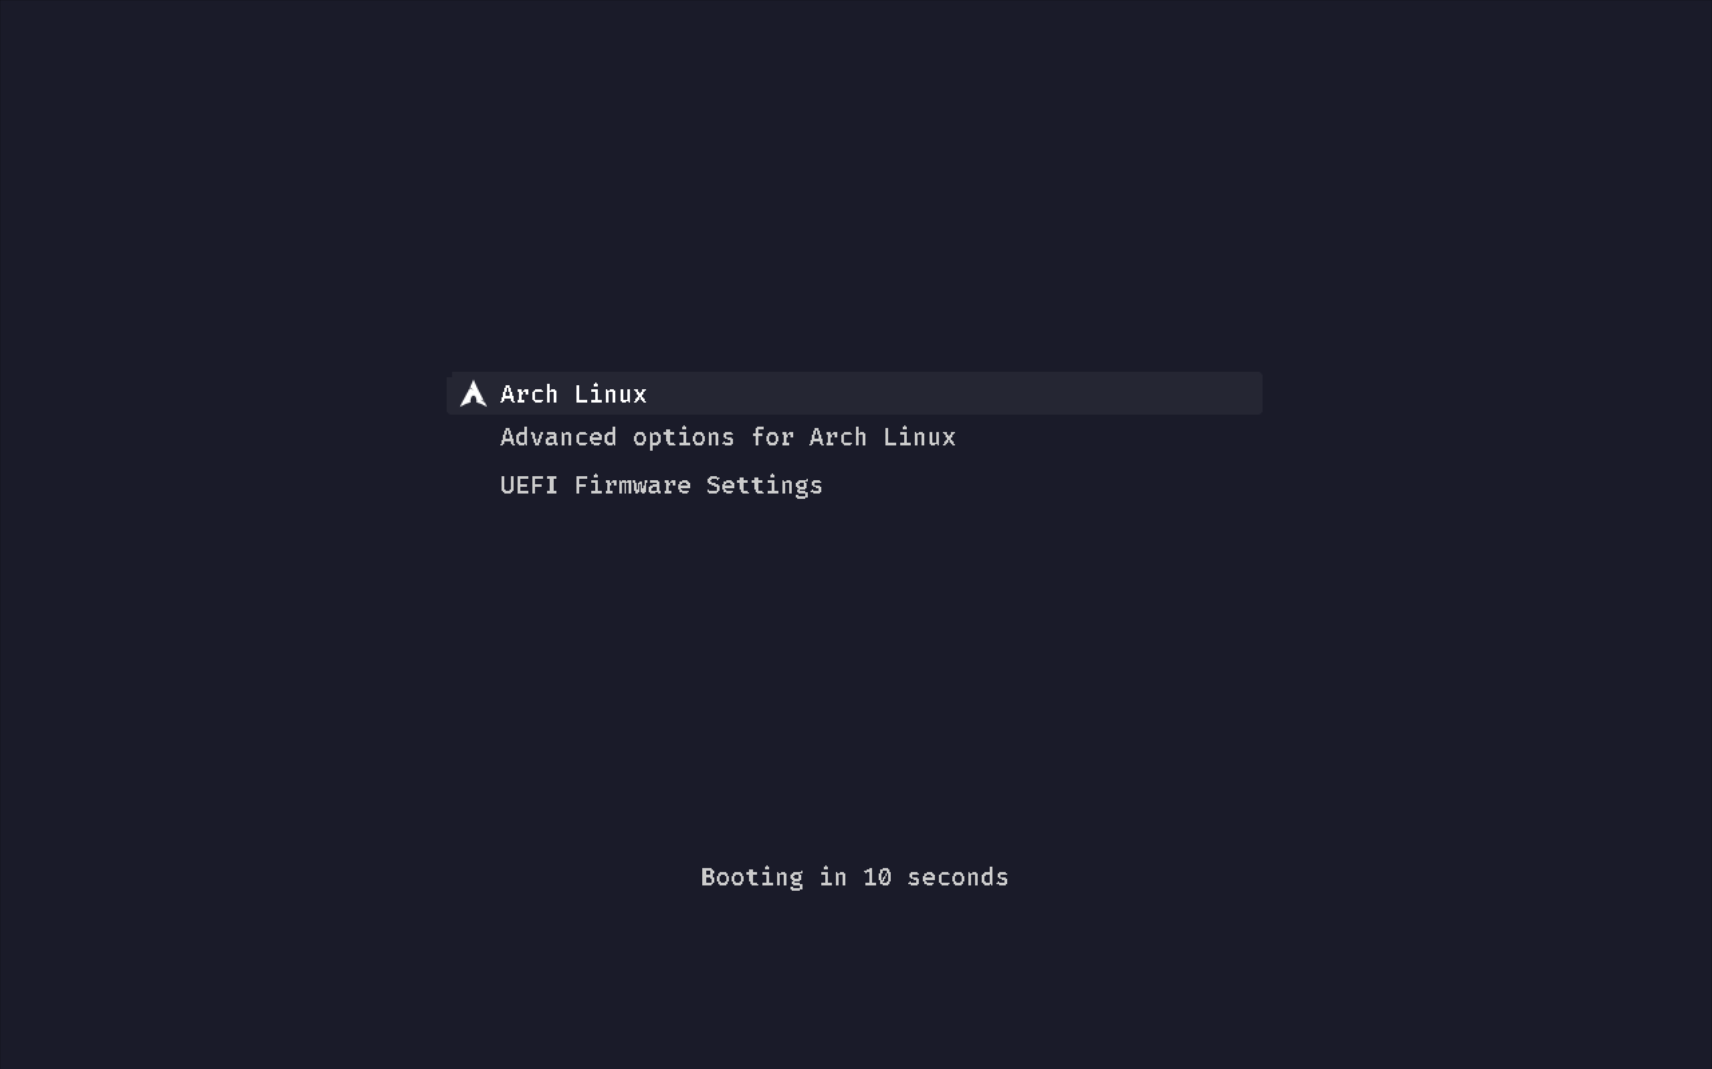 Arch Linux
Advanced options for Arch Linux
UEFI Firmware Settings
Booting in 10 seconds